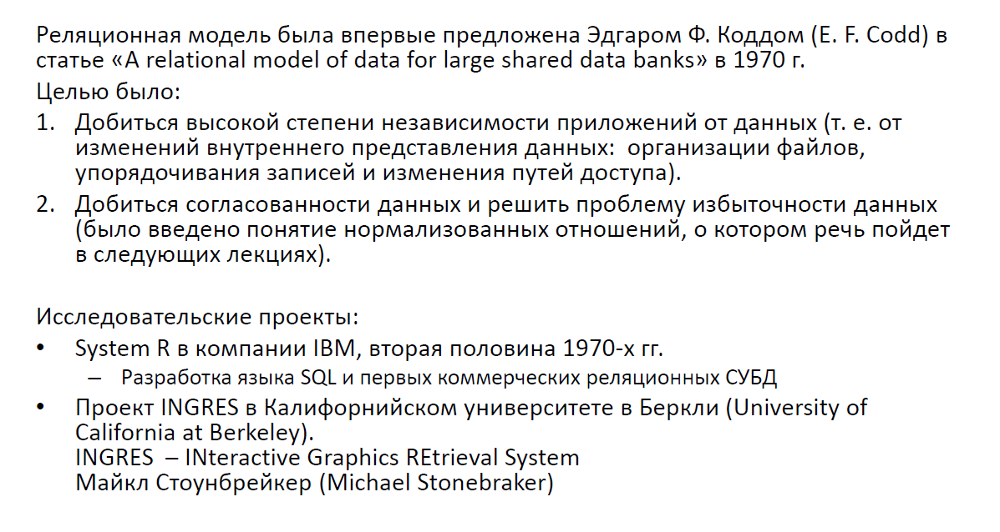 Реляционная модель была впервые предложена Эдгаром Ф. Коддом (E. F. Codd) в
статье «A relational model of data for large shared data banks» в 1970 г.
Целью было:
1. Добиться высокой степени независимости приложений от данных (т. е. от
изменений внутреннего представления данных:  организации файлов,
упорядочивания записей и изменения путей доступа).
2. Добиться согласованности данных и решить проблему избыточности данных
(было введено понятие нормализованных отношений, о котором речь пойдет
в следующих лекциях).
Исследовательские проекты:
• System R в компании IBM, вторая половина 1970-х гг.
– Разработка языка SQL и первых коммерческих реляционных СУБД
• Проект INGRES в Калифорнийском университете в Беркли (University of
California at Berkeley).
INGRES  – INteractive Graphics REtrieval System
Майкл Стоунбрейкер (Michael Stonebraker)